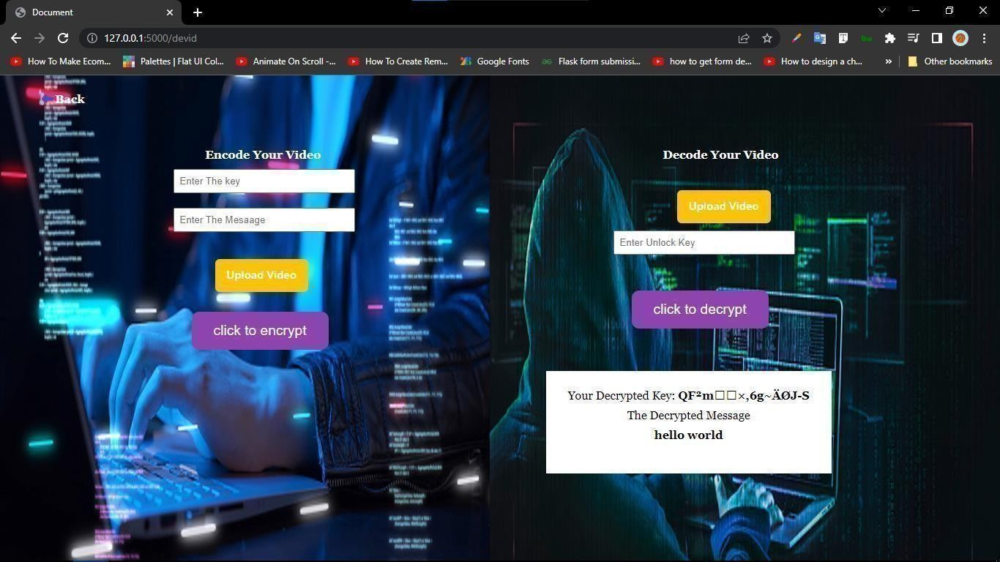 Document
127.0.0.1:5000/devid
How To Make Ecom...
Palettes | Flat UI Col...
Animate On Scroll -...
How To Create Rem...
Google Fonts
Flask form submissi...
how to get form de...
How to design a ch...
»
Other bookmarks
Back
Encode Your Video
Enter The key
Enter The Mesaage
Upload Video
click to encrypt
Decode Your Video
Upload Video
Enter Unlock Key
click to decrypt
Your Decrypted Key: QF²m□□×,6g~ÄØJ-S
The Decrypted Message
hello world